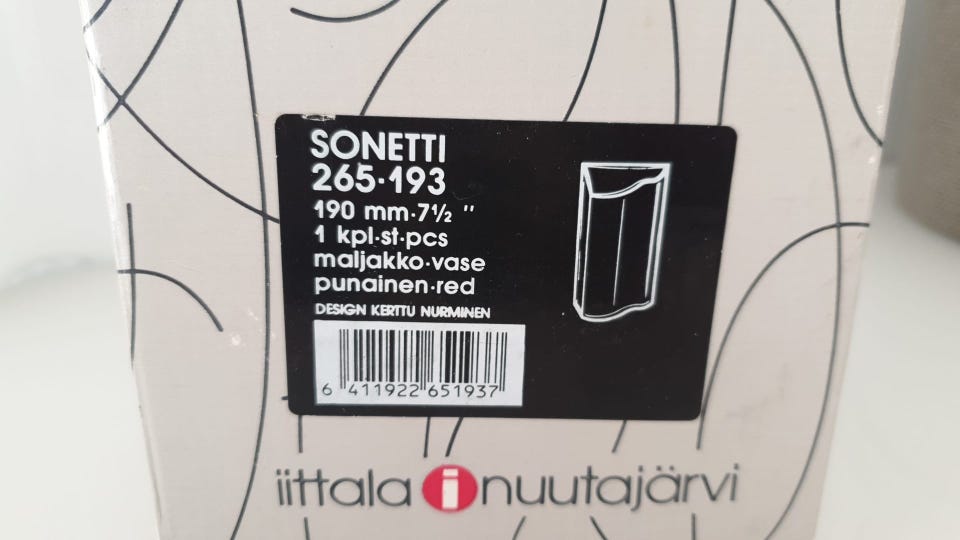 SONETTI
265·193
190 mm·7½ "
1 kpl·st·pcs
maljakko·vase
punainen·red
DESIGN KERTTU NURMINEN
6 411922 651937
iittala i nuutajärvi